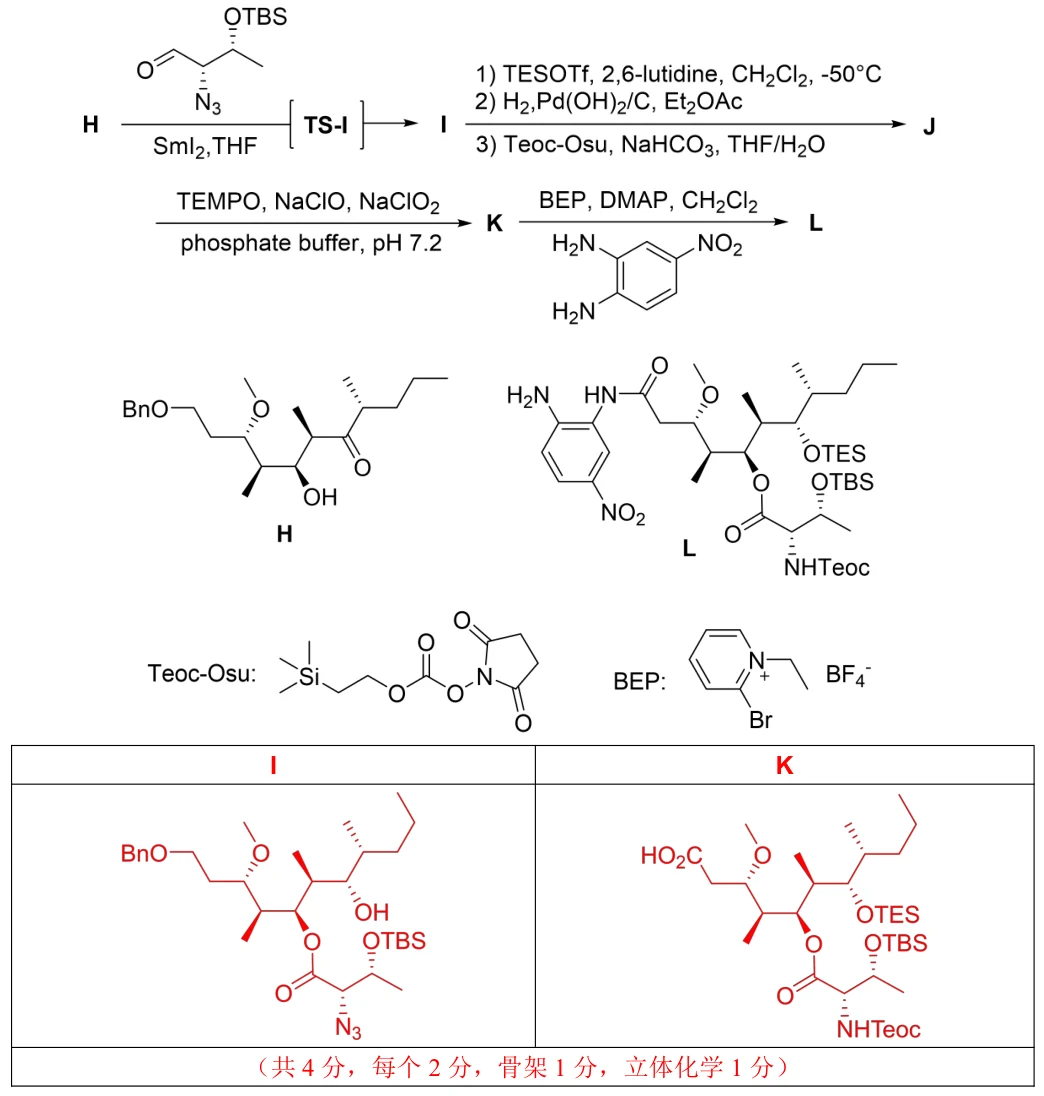 OTBS
O
N₃
H
SmI₂,THF
TS-I
I
1) TESOTf, 2,6-lutidine, CH₂Cl₂, -50°C
2) H₂,Pd(OH)₂/C, Et₂OAc
3) Teoc-Osu, NaHCO₃, THF/H₂O
J
TEMPO, NaClO, NaClO₂
phosphate buffer, pH 7.2
K
BEP, DMAP, CH₂Cl₂
H₂N
NO₂
H₂N
L
BnO
O
O
OH
H
H₂N
HN
O
O
OTES
NO₂
O
OTBS
O
NHTeoc
L
Teoc-Osu:
Si
O
O
O
O
N
O
BEP:
N
+
Br
BF₄⁻
I
K
BnO
O
OH
O
OTBS
O
N₃
HO₂C
O
OTES
O
OTBS
O
NHTeoc
（共 4 分，每个 2 分，骨架 1 分，立体化学 1 分）